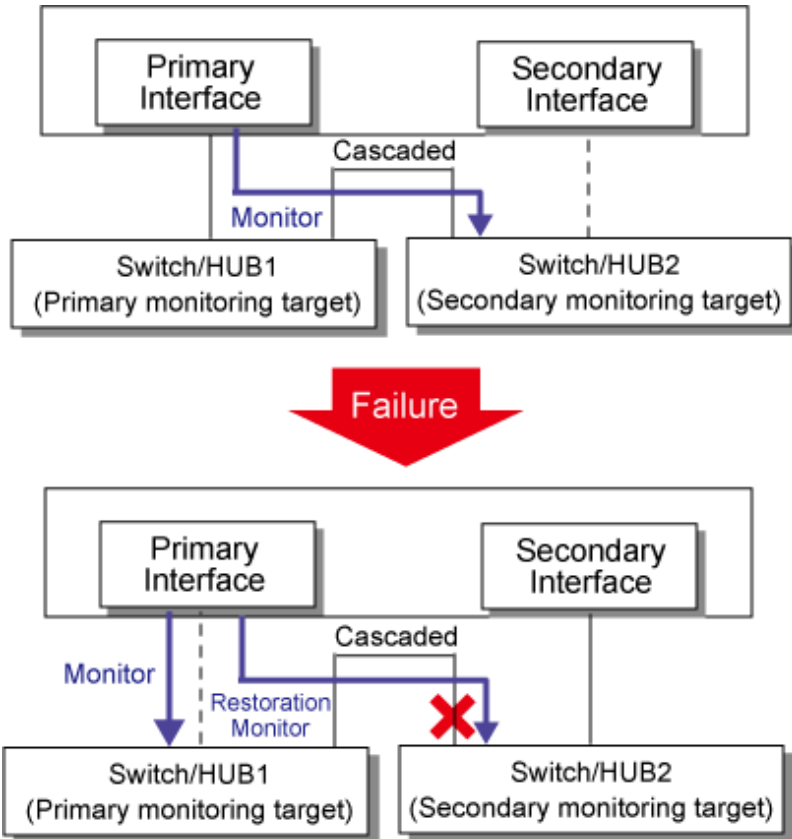 Primary
Interface
Secondary
Interface
Cascaded
Monitor
Switch/HUB1
(Primary monitoring target)
Switch/HUB2
(Secondary monitoring target)
Failure
Primary
Interface
Secondary
Interface
Cascaded
Monitor
Restoration
Monitor
Switch/HUB1
(Primary monitoring target)
Switch/HUB2
(Secondary monitoring target)